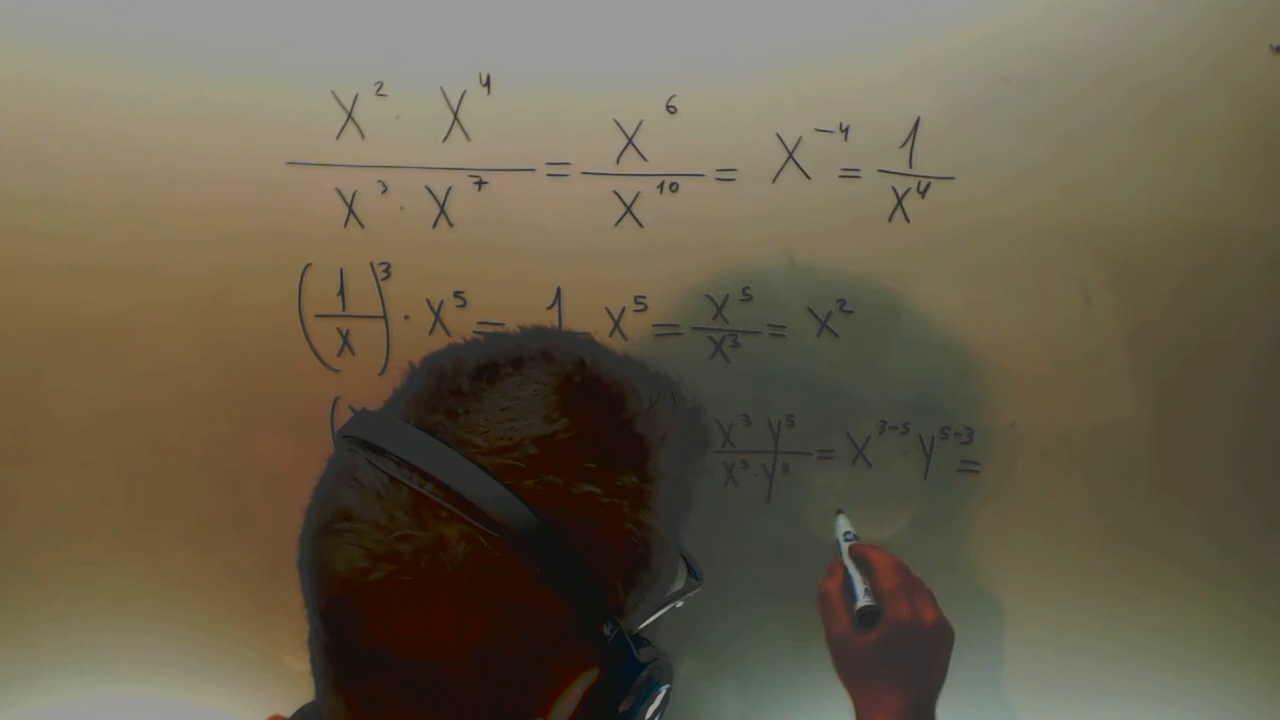 x² · x⁴ / x³ · x⁷ = x⁶ / x¹⁰ = x⁻⁴ = 1 / x⁴
(1 / x)³ · x⁵ = 1 x⁵ = x⁵ / x³ = x²
( x³ y⁵ / x⁵ · y³ = x³⁻⁵ · y⁵⁻³ =